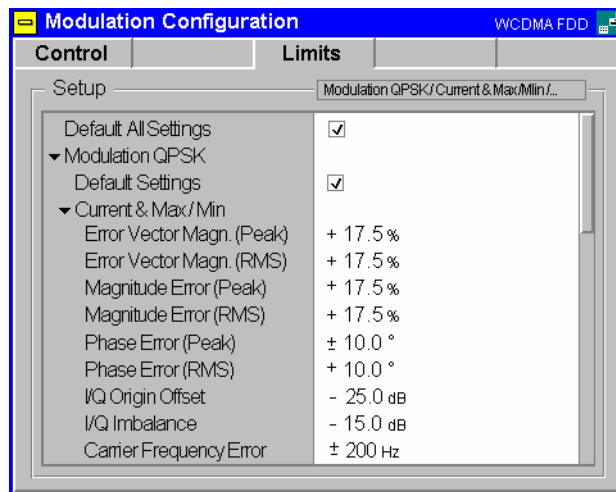 Modulation Configuration WCDMA FDD
Control Limits
Setup Modulation QPSK/Current & Max/Mlin/...
Default All Settings
Modulation QPSK
Default Settings
Current & Max/Min
Error Vector Magn. (Peak) + 17.5 %
Error Vector Magn. (RMS) + 17.5 %
Magnitude Error (Peak) + 17.5 %
Magnitude Error (RMS) + 17.5 %
Phase Error (Peak) ± 10.0 °
Phase Error (RMS) + 10.0 °
I/Q Origin Offset - 25.0 dB
I/Q Imbalance - 15.0 dB
Carrier Frequency Error ± 200 Hz